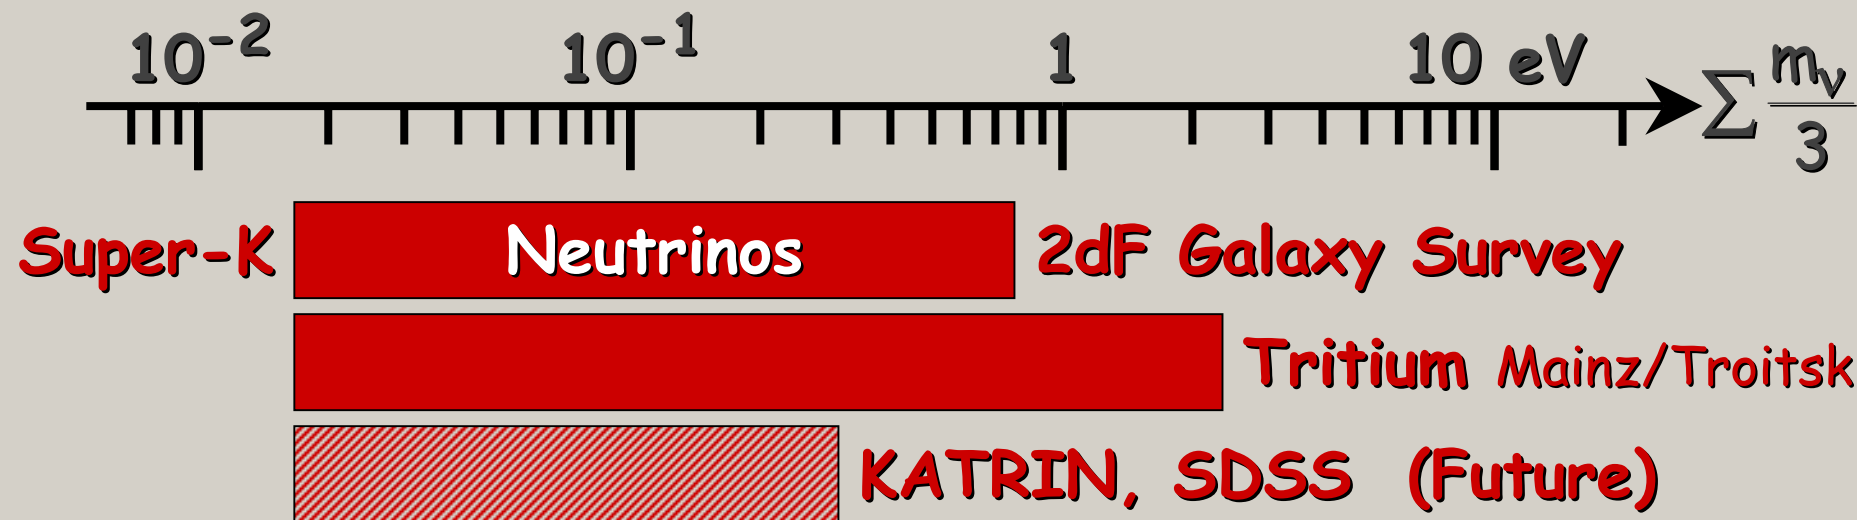 10⁻² 10⁻¹ 1 10 eV ∑ mᵥ/3
Super-K Neutrinos 2dF Galaxy Survey
Tritium Mainz/Troitsk
KATRIN, SDSS (Future)